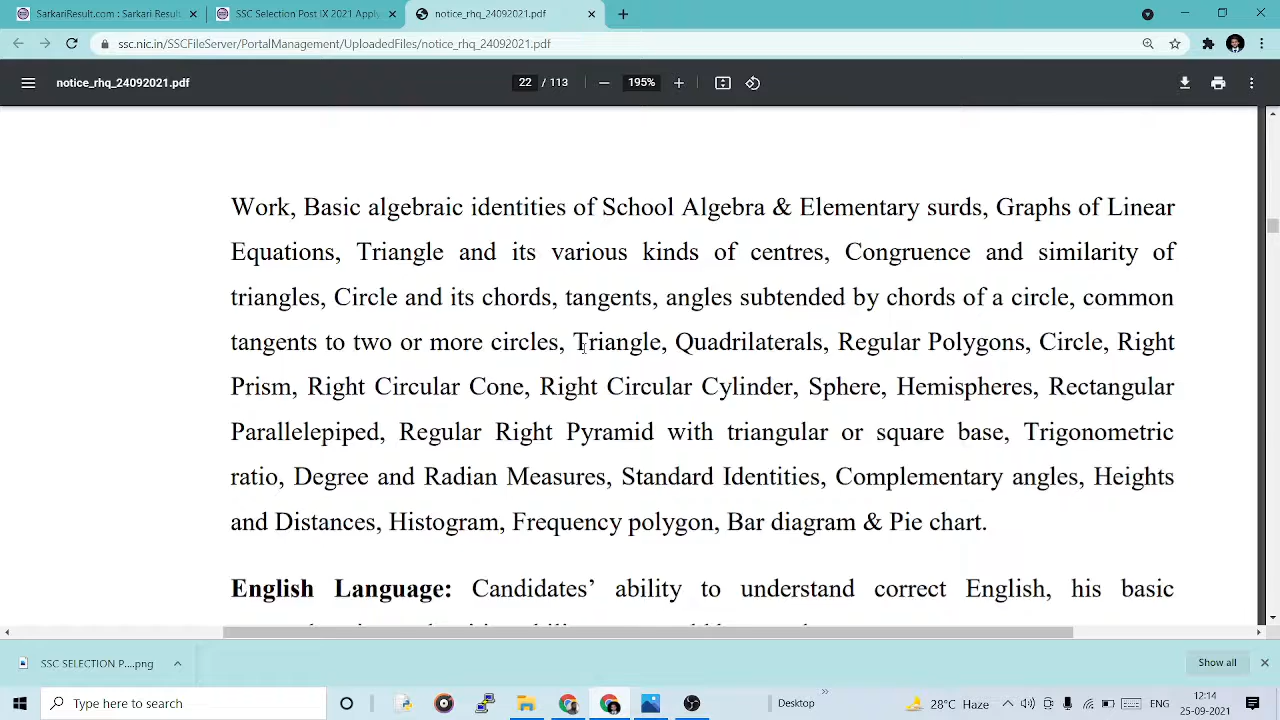 SarkariResult.com : Sarkari Result
SSC Selection Post IX 2021 Apply
notice_rhq_24092021.pdf
ssc.nic.in/SSCFileServer/PortalManagement/UploadedFiles/notice_rhq_24092021.pdf
notice_rhq_24092021.pdf
22 / 113
195%
Work, Basic algebraic identities of School Algebra & Elementary surds, Graphs of Linear
Equations, Triangle and its various kinds of centres, Congruence and similarity of
triangles, Circle and its chords, tangents, angles subtended by chords of a circle, common
tangents to two or more circles, Triangle, Quadrilaterals, Regular Polygons, Circle, Right
Prism, Right Circular Cone, Right Circular Cylinder, Sphere, Hemispheres, Rectangular
Parallelepiped, Regular Right Pyramid with triangular or square base, Trigonometric
ratio, Degree and Radian Measures, Standard Identities, Complementary angles, Heights
and Distances, Histogram, Frequency polygon, Bar diagram & Pie chart.
English Language: Candidates’ ability to understand correct English, his basic
SSC SELECTION P....png
Show all
Type here to search
Desktop
28°C Haze
ENG
12:14
25-09-2021